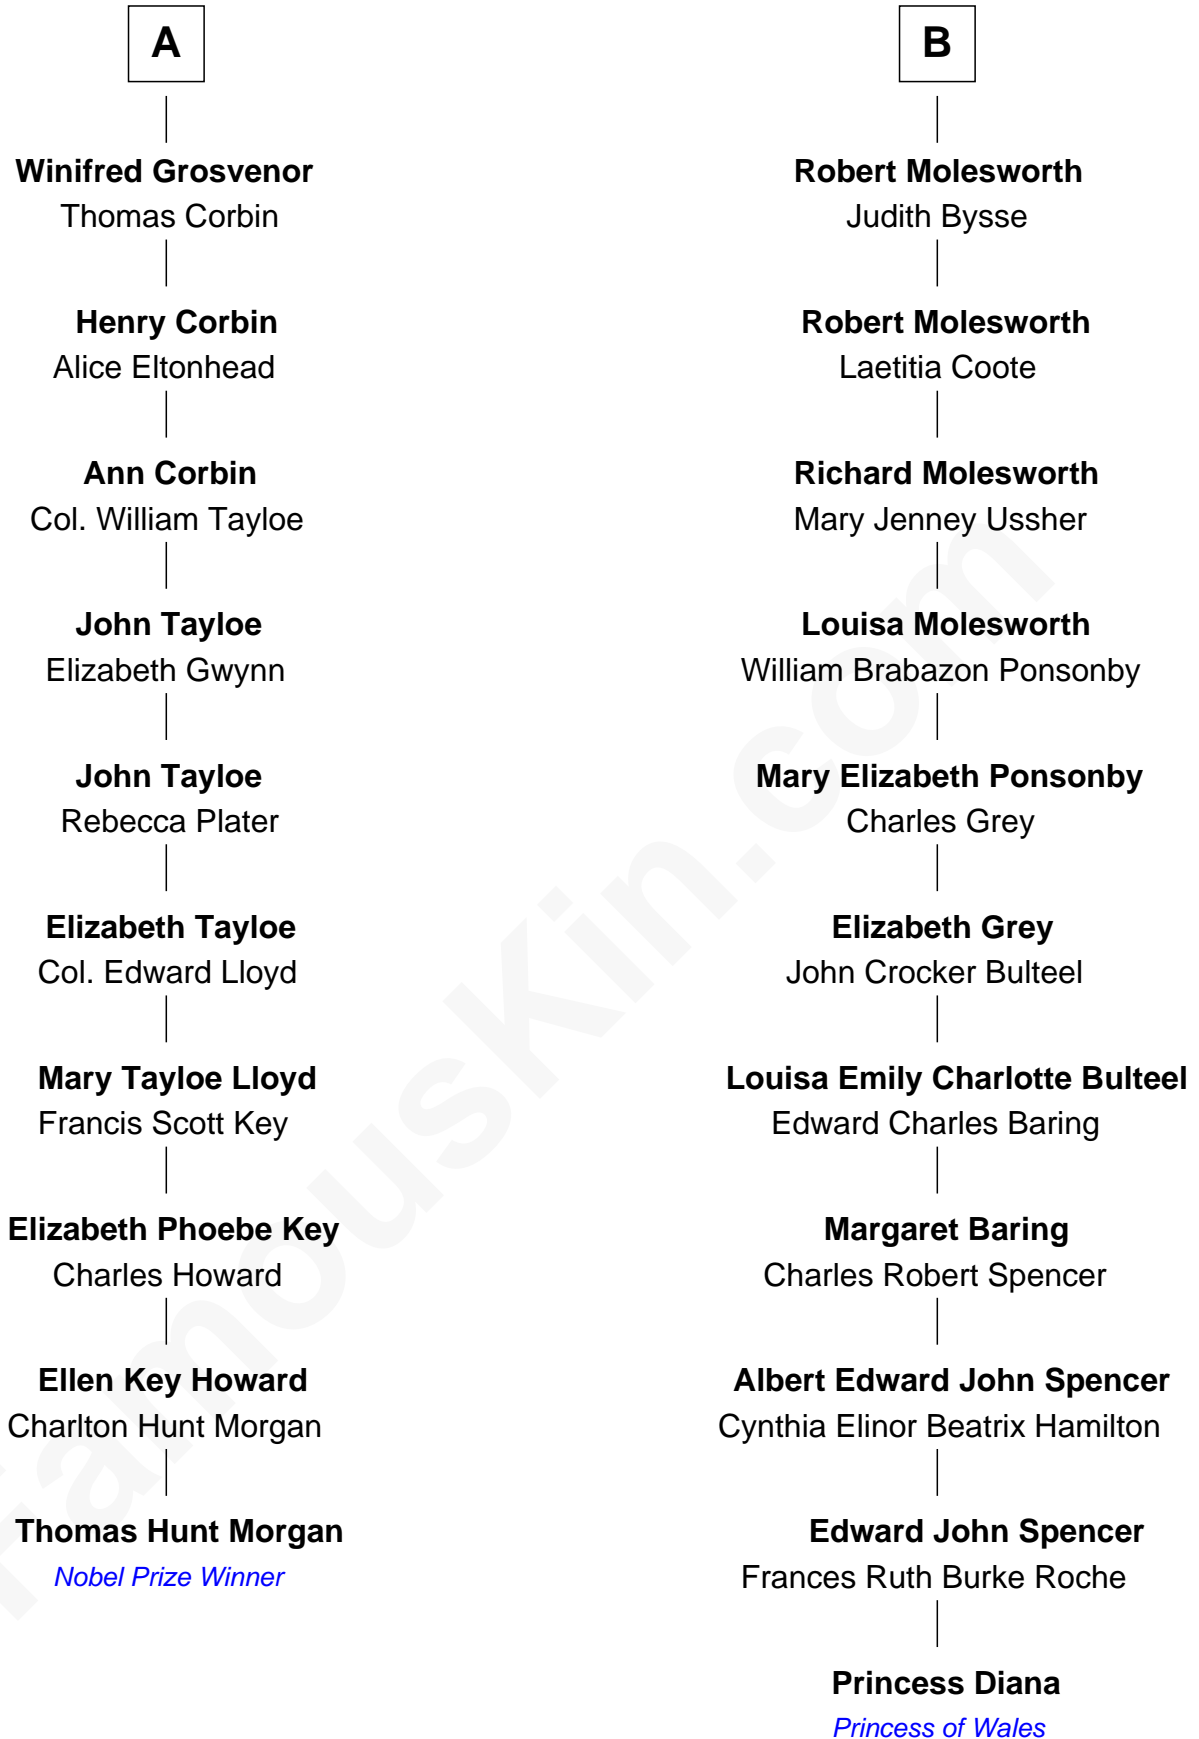 A
Winifred Grosvenor
Thomas Corbin
Henry Corbin
Alice Eltonhead
Ann Corbin
Col. William Tayloe
John Tayloe
Elizabeth Gwynn
John Tayloe
Rebecca Plater
Elizabeth Tayloe
Col. Edward Lloyd
Mary Tayloe Lloyd
Francis Scott Key
Elizabeth Phoebe Key
Charles Howard
Ellen Key Howard
Charlton Hunt Morgan
Thomas Hunt Morgan
Nobel Prize Winner
B
Robert Molesworth
Judith Bysse
Robert Molesworth
Laetitia Coote
Richard Molesworth
Mary Jenney Ussher
Louisa Molesworth
William Brabazon Ponsonby
Mary Elizabeth Ponsonby
Charles Grey
Elizabeth Grey
John Crocker Bulteel
Louisa Emily Charlotte Bulteel
Edward Charles Baring
Margaret Baring
Charles Robert Spencer
Albert Edward John Spencer
Cynthia Elinor Beatrix Hamilton
Edward John Spencer
Frances Ruth Burke Roche
Princess Diana
Princess of Wales
FamousKin.com